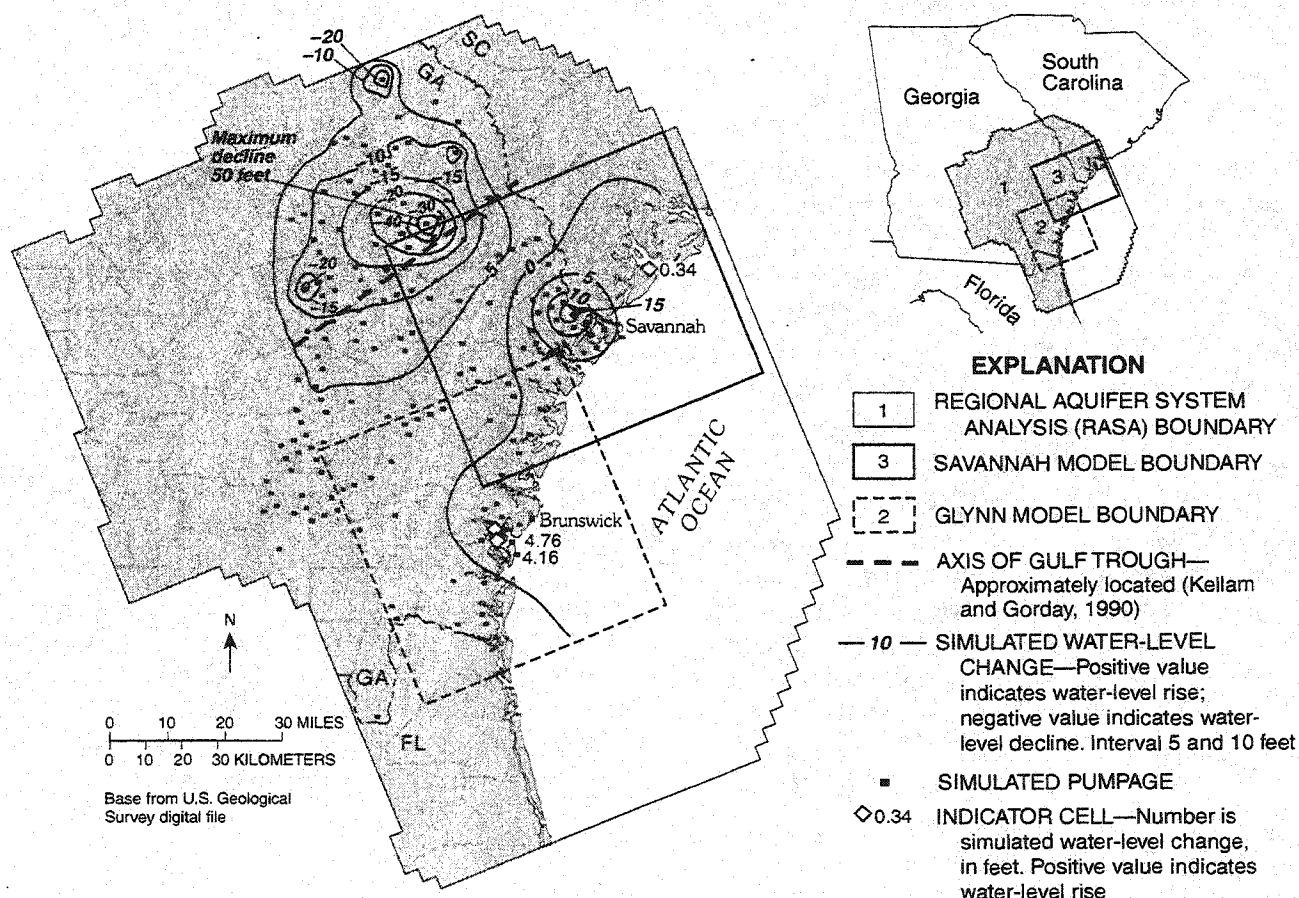 -20
-10
SC
GA
Maximum
decline
50 feet
10
-15
-15
20
30
40
20
-15
5
0
0.34
5
10
15
Savannah
Brunswick
4.76
4.16
ATLANTIC
OCEAN
N
GA
FL
0 10 20 30 MILES
0 10 20 30 KILOMETERS
Base from U.S. Geological
Survey digital file
South
Carolina
Georgia
1
3
2
Florida
EXPLANATION
1 REGIONAL AQUIFER SYSTEM
ANALYSIS (RASA) BOUNDARY
3 SAVANNAH MODEL BOUNDARY
2 GLYNN MODEL BOUNDARY
AXIS OF GULF TROUGH—
Approximately located (Kellam
and Gorday, 1990)
— 10 — SIMULATED WATER-LEVEL
CHANGE—Positive value
indicates water-level rise;
negative value indicates water-
level decline. Interval 5 and 10 feet
SIMULATED PUMPAGE
0.34 INDICATOR CELL—Number is
simulated water-level change,
in feet. Positive value indicates
water-level rise